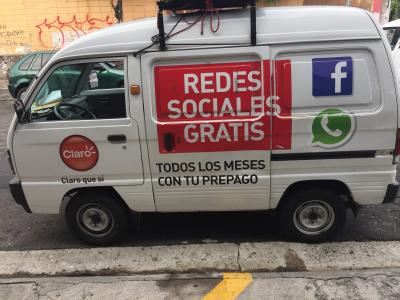 REDES
SOCIALES
GRATIS
TODOS LOS MESES
CON TU PREPAGO
Claro
Claro que sí
f